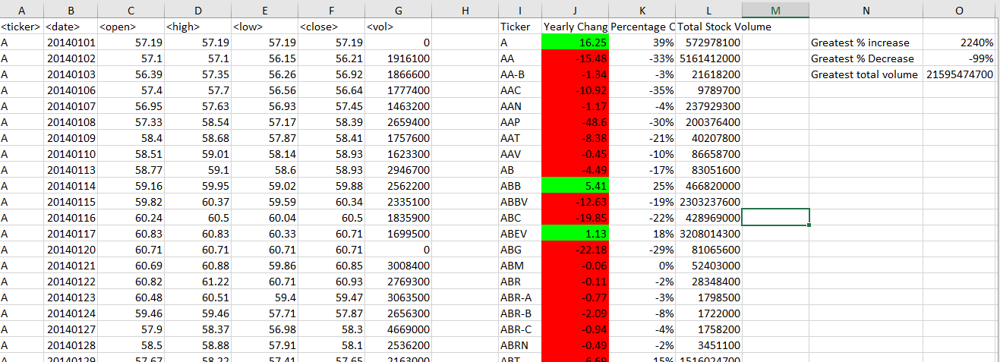 A B C D E F G H I J K L M N O
<ticker> <date> <open> <high> <low> <close> <vol> Ticker Yearly Chang Percentage C Total Stock Volume
A 20140101 57.19 57.19 57.19 57.19 0 A 16.25 39% 572978100 Greatest % increase 2240%
A 20140102 57.1 57.1 56.15 56.21 1916100 AA -15.48 -33% 5161412000 Greatest % Decrease -99%
A 20140103 56.39 57.35 56.26 56.92 1866600 AA-B -1.34 -3% 21618200 Greatest total volume 21595474700
A 20140106 57.4 57.7 56.56 56.64 1777400 AAC -10.92 -35% 9789700
A 20140107 56.95 57.63 56.93 57.45 1463200 AAN -1.17 -4% 237929300
A 20140108 57.33 58.54 57.17 58.39 2659400 AAP -48.6 -30% 200376400
A 20140109 58.4 58.68 57.87 58.41 1757600 AAT -8.38 -21% 40207800
A 20140110 58.51 59.01 58.14 58.93 1623300 AAV -0.45 -10% 86658700
A 20140113 58.77 59.1 58.6 58.93 2946700 AB -4.49 -17% 83051600
A 20140114 59.16 59.95 59.02 59.88 2562200 ABB 5.41 25% 466820000
A 20140115 59.82 60.37 59.59 60.34 2335100 ABBV -12.63 -19% 2303237600
A 20140116 60.24 60.5 60.04 60.5 1835900 ABC -19.85 -22% 428969000
A 20140117 60.83 60.83 60.33 60.71 1699500 ABEV 1.13 18% 3208014300
A 20140120 60.71 60.71 60.71 60.71 0 ABG -22.18 -29% 81065600
A 20140121 60.69 60.88 59.86 60.85 3008400 ABM -0.06 0% 52403000
A 20140122 60.82 61.22 60.71 60.93 2769300 ABR -0.11 -2% 28348400
A 20140123 60.48 60.51 59.4 59.47 3063500 ABR-A -0.77 -3% 1798500
A 20140124 59.46 59.46 57.71 57.87 2656300 ABR-B -2.09 -8% 1722000
A 20140127 57.9 58.37 56.98 58.3 4669000 ABR-C -0.94 -4% 1758200
A 20140128 58.5 58.88 57.91 58.1 2536200 ABRN -0.49 -2% 3451100
A 20140129 57.67 58.22 57.41 57.65 2163000 ABT 6.69 15% 1516024700